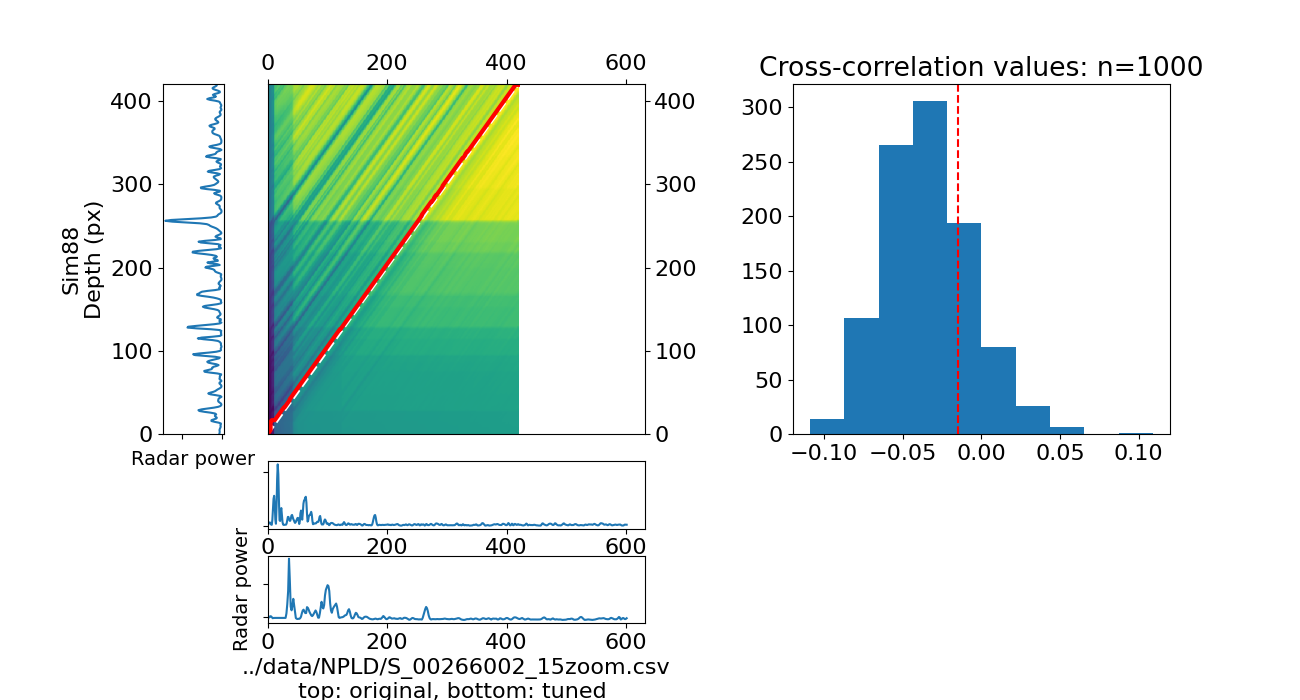 0 200 400 600
Cross-correlation values: n=1000
400
300
200
100
0
Sim88
Depth (px)
Radar power
400
300
200
100
0
300
250
200
150
100
50
0
−0.10 −0.05 0.00 0.05 0.10
0 200 400 600
Radar power
0 200 400 600
../data/NPLD/S_00266002_15zoom.csv
top: original, bottom: tuned